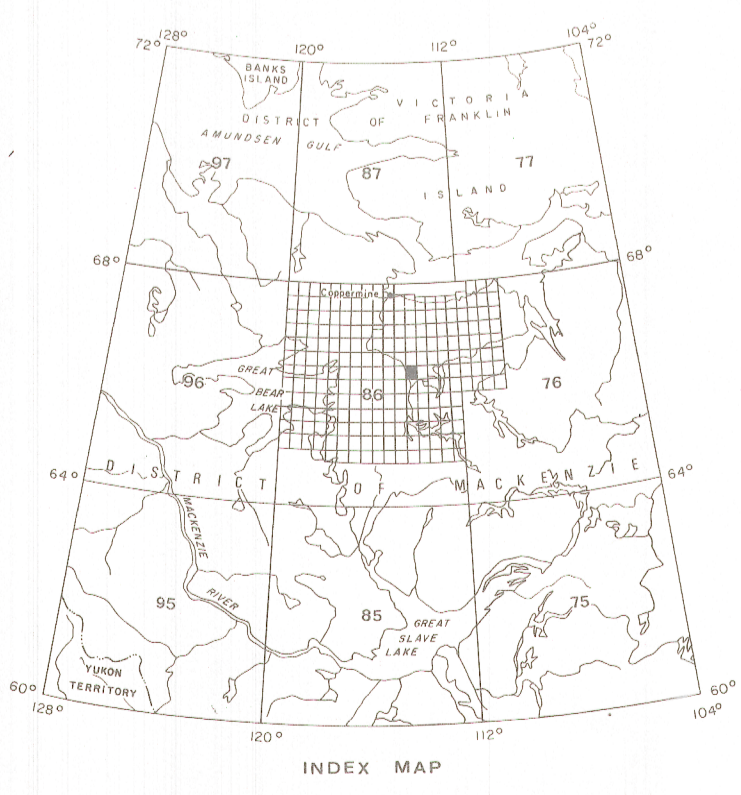 128°
104°
72°
120°
112°
72°
BANKS
ISLAND
VICTORIA
DISTRICT OF FRANKLIN
AMUNDSEN GULF
97
87
77
ISLAND
68°
68°
Coppermine
GREAT
BEAR
LAKE
96
86
76
DISTRICT OF MACKENZIE
64°
64°
MACKENZIE
RIVER
95
85
75
GREAT
SLAVE
LAKE
YUKON
TERRITORY
60°
60°
128°
104°
120°
112°
INDEX MAP